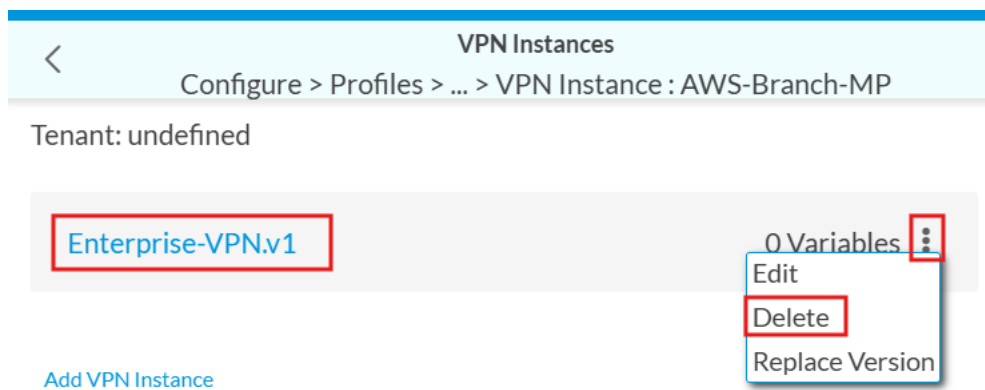 VPN Instances
Configure > Profiles > ... > VPN Instance : AWS-Branch-MP
Tenant: undefined
Enterprise-VPN.v1
0 Variables
Edit
Delete
Replace Version
Add VPN Instance